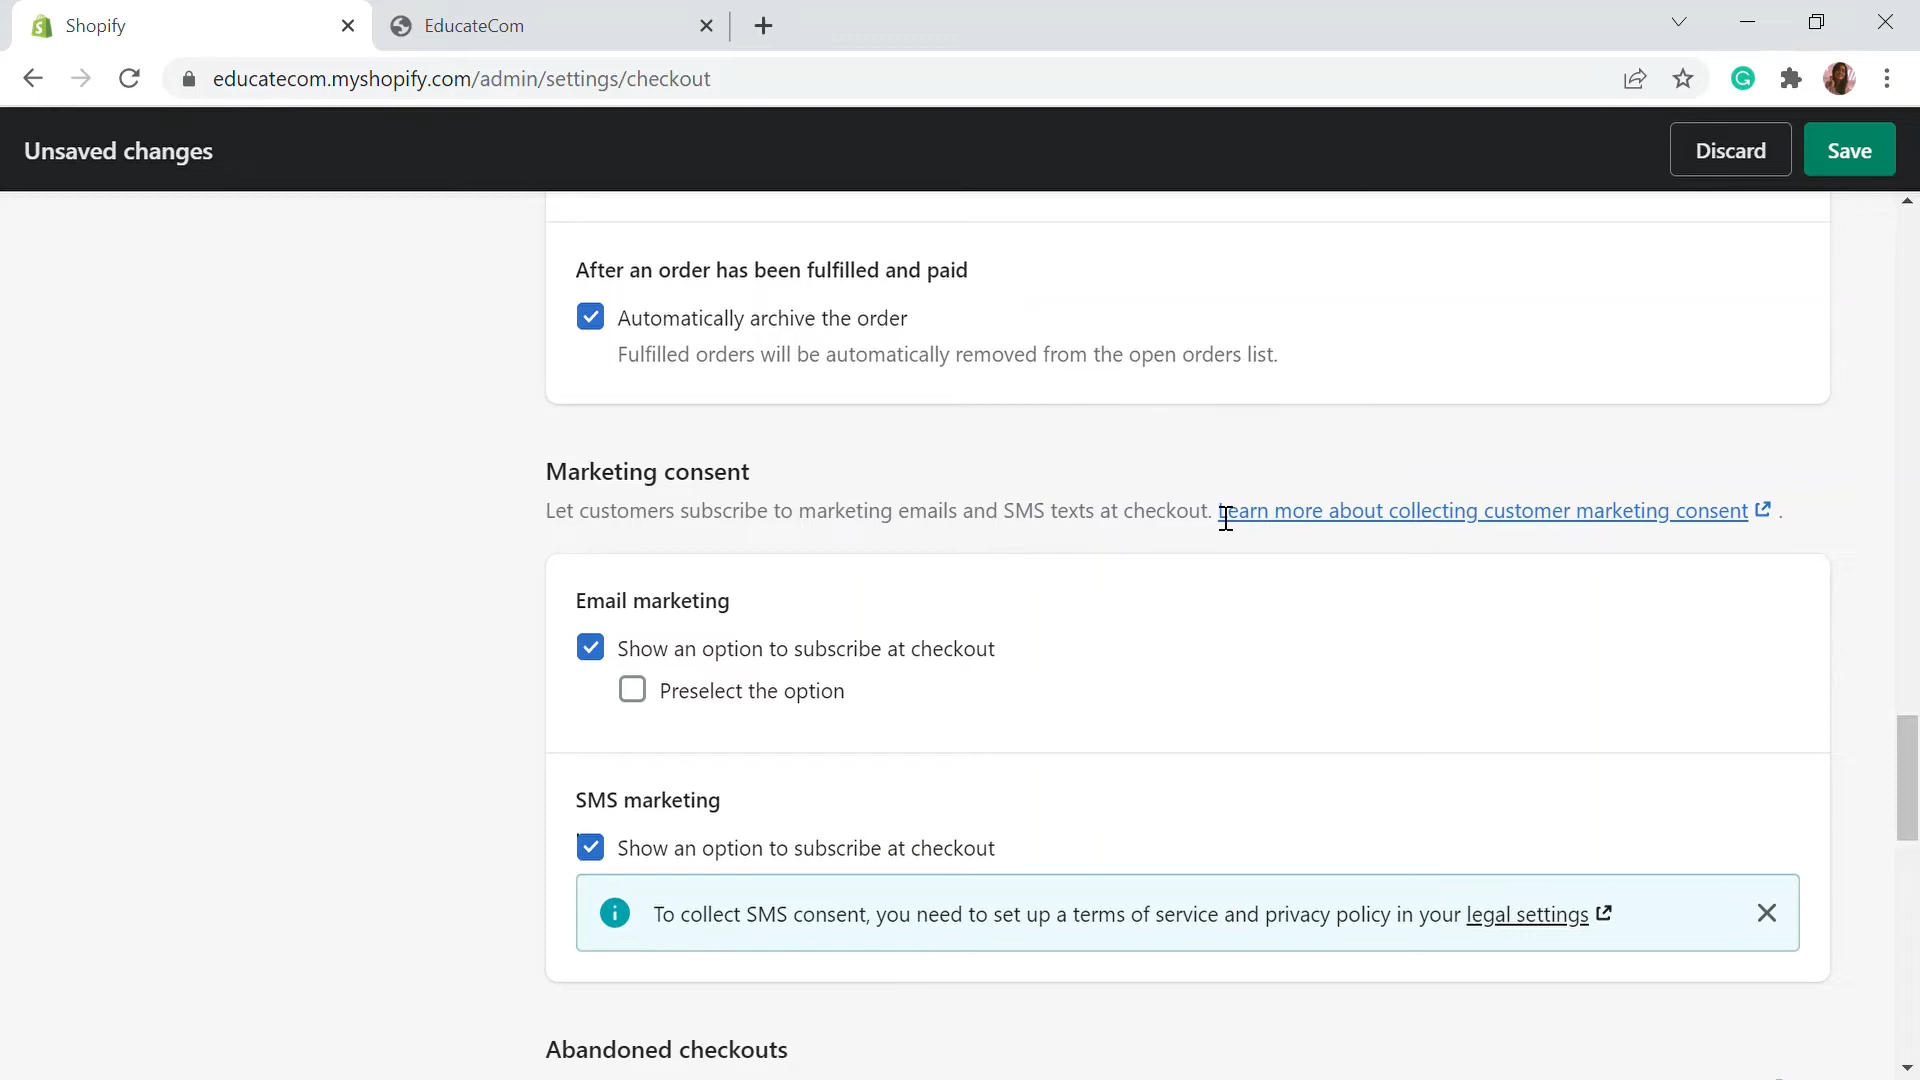 Shopify
EducateCom
educatecom.myshopify.com/admin/settings/checkout
Unsaved changes
Discard
Save
After an order has been fulfilled and paid
Automatically archive the order
Fulfilled orders will be automatically removed from the open orders list.
Marketing consent
Let customers subscribe to marketing emails and SMS texts at checkout. Learn more about collecting customer marketing consent .
Email marketing
Show an option to subscribe at checkout
Preselect the option
SMS marketing
Show an option to subscribe at checkout
To collect SMS consent, you need to set up a terms of service and privacy policy in your legal settings
Abandoned checkouts